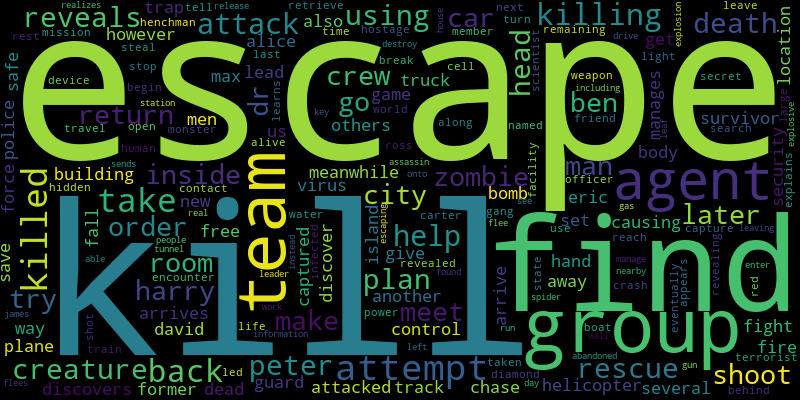 realizes trap tell release retrieve hostage turn next house drive remaining killing death leave
reveals henchman attack using car explosion
mission however alice also time member get light location
rest steal last break cell head scientist
escape
device stop max lead crew truck weapon secret
police safe begin dr learns game go destroy including ben manages survivor
station men us world key friend large
force travel open return others along named search explosive
human monster alive ross assassin facility man body security
building inside team meanwhile onto zombie officer agent explains
sends hidden contact virus city bomb eric leaf
killed take new real water carter gas causing later
save order fall free captured infected island help gang flee see set use capture leaving
people tunnel instead discover escaping give arrive state hand reach revealing
kill find
able room encounter leader revealed plan found away manage nearby enter
try harry life work another meet spider crash eventually appears red
james way arrives david make power control run boat group fight
plane shot train information left abandoned wall fire
creature back led peter attempt taken diamond rescue gun terrorist
flees discovers former dead guard attacked track chase day helicopter several shoot behind